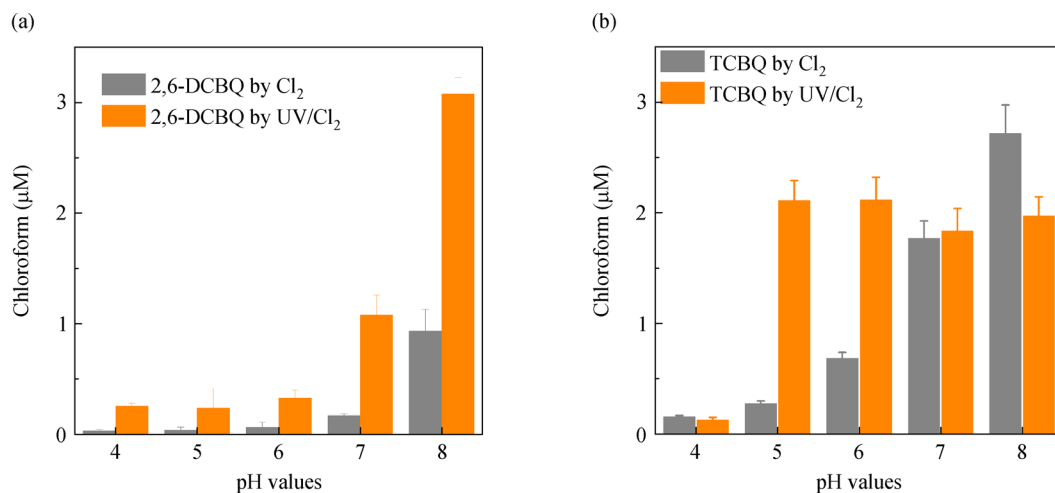 (a)
3
2
1
0
Chloroform (μM)
2,6-DCBQ by Cl₂
2,6-DCBQ by UV/Cl₂
4 5 6 7 8
pH values
(b)
3
2
1
0
Chloroform (μM)
TCBQ by Cl₂
TCBQ by UV/Cl₂
4 5 6 7 8
pH values